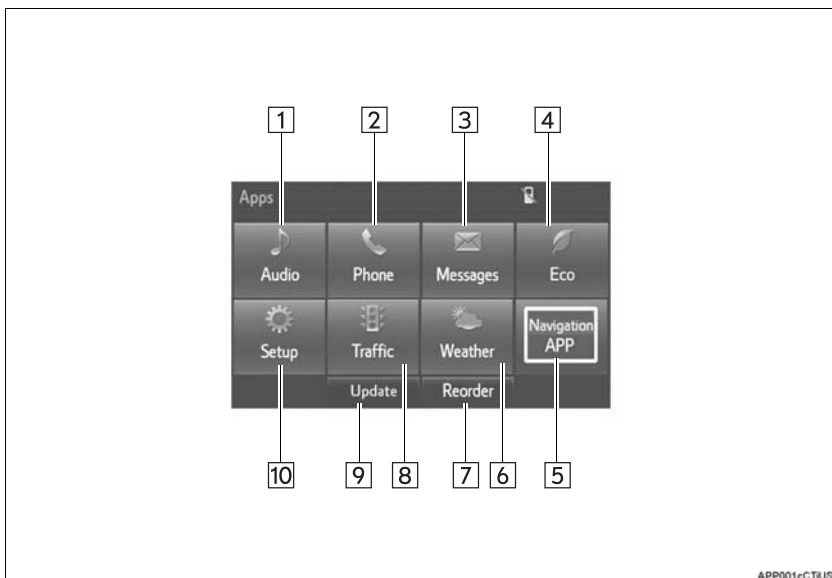 1 2 3 4
Apps
Audio Phone Messages Eco
Setup Traffic Weather Navigation
APP
Update Reorder
10 9 8 7 6 5
APP001cCTiUS